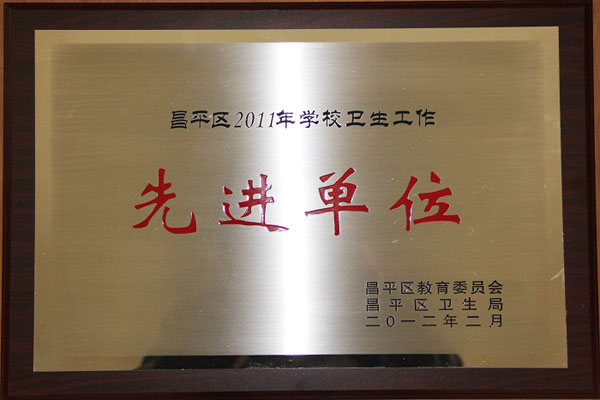 昌平区2011年学校卫生工作
先进单位
昌平区教育委员会
昌平区卫生局
二〇一二年二月